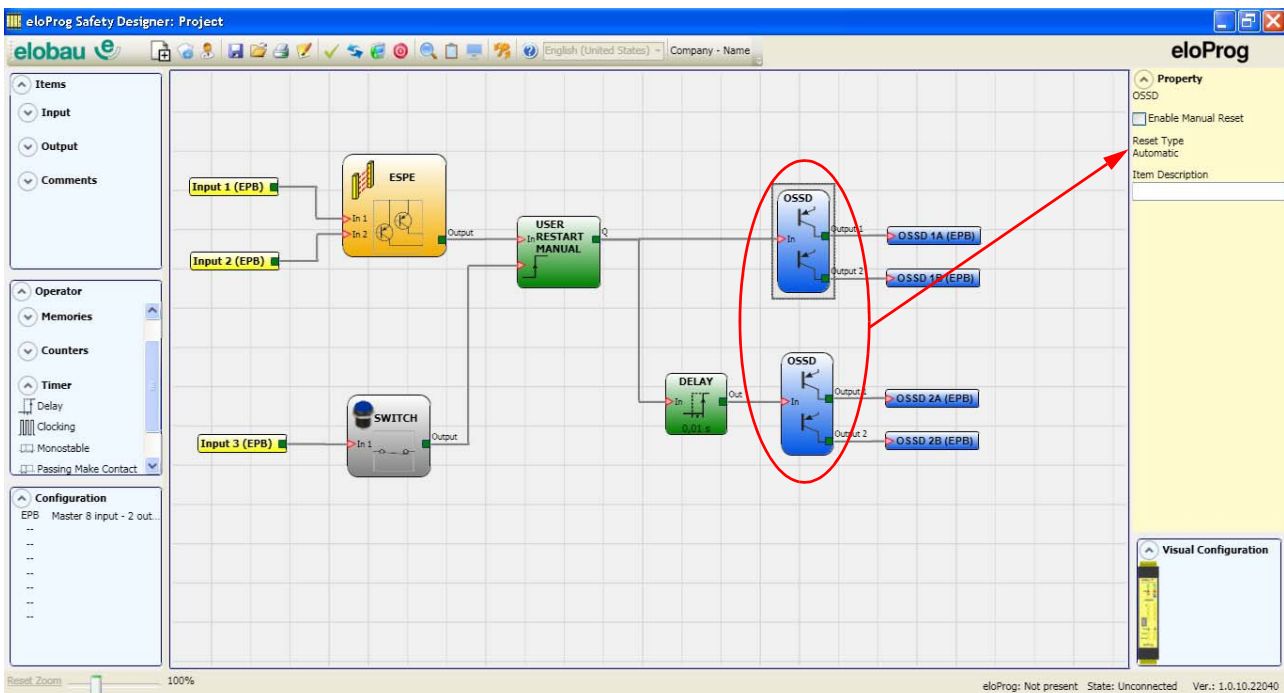 eloProg Safety Designer: Project
elobau e
English (United States)
Company - Name
eloProg
Items
Input
Output
Comments
Operator
Memories
Counters
Timer
Delay
Clocking
Monostable
Passing Make Contact
Configuration
EPB Master 8 input - 2 out...
--
--
--
--
--
--
--
Input 1 (EPB)
Input 2 (EPB)
ESPE
In 1
In 2
Output
USER
RESTART
MANUAL
In
Q
Input 3 (EPB)
SWITCH
In 1
Output
DELAY
In
Out
0,01 s
OSSD
In
Output 1
Output 2
OSSD 1A (EPB)
OSSD 1B (EPB)
OSSD
In
Output 1
Output 2
OSSD 2A (EPB)
OSSD 2B (EPB)
Property
OSSD
Enable Manual Reset
Reset Type
Automatic
Item Description
Visual Configuration
Reset Zoom
100%
eloProg: Not present State: Unconnected Ver.: 1.0.10.22040